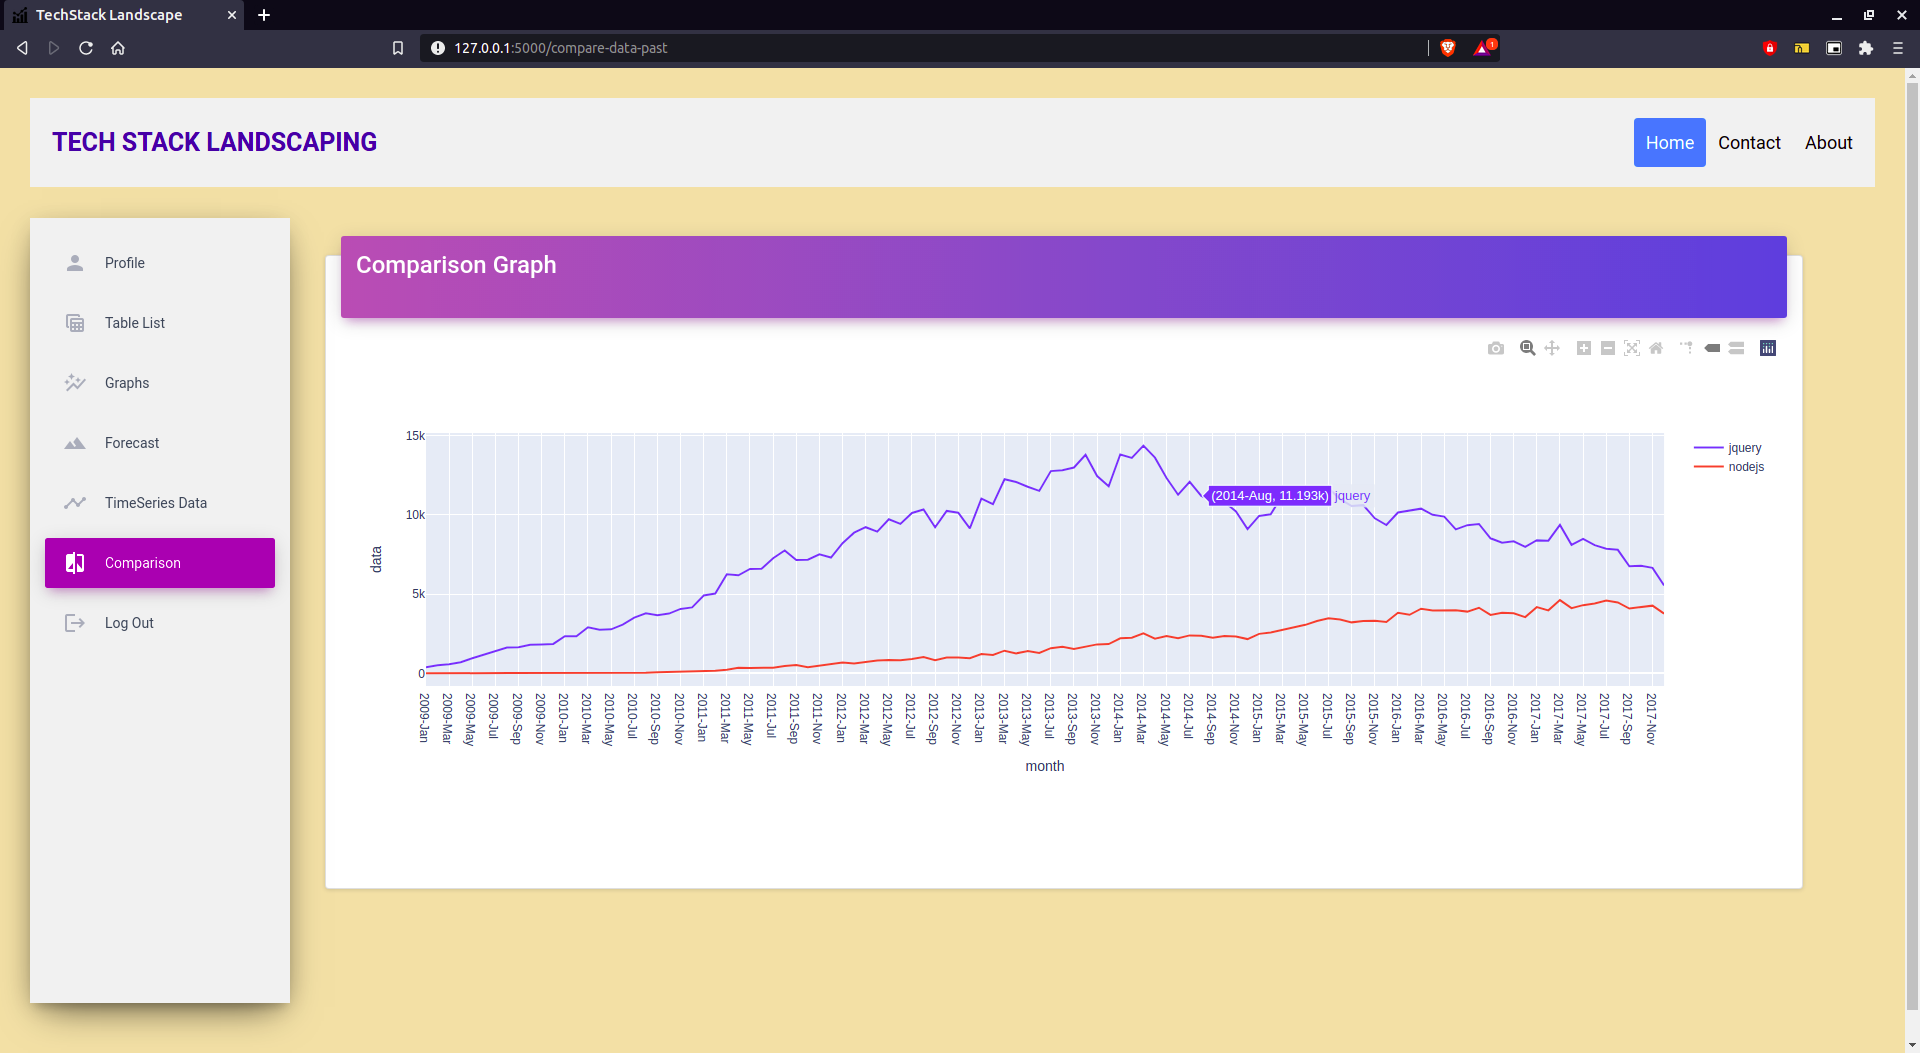 TechStack Landscape
127.0.0.1:5000/compare-data-past
1
TECH STACK LANDSCAPING
Home
Contact
About
Profile
Table List
Graphs
Forecast
TimeSeries Data
Comparison
Log Out
Comparison Graph
15k
10k
5k
0
data
(2014-Aug, 11.193k)
jquery
jquery
nodejs
2009-Jan
2009-Mar
2009-May
2009-Jul
2009-Sep
2009-Nov
2010-Jan
2010-Mar
2010-May
2010-Jul
2010-Sep
2010-Nov
2011-Jan
2011-Mar
2011-May
2011-Jul
2011-Sep
2011-Nov
2012-Jan
2012-Mar
2012-May
2012-Jul
2012-Sep
2012-Nov
2013-Jan
2013-Mar
2013-May
2013-Jul
2013-Sep
2013-Nov
2014-Jan
2014-Mar
2014-May
2014-Jul
2014-Sep
2014-Nov
2015-Jan
2015-Mar
2015-May
2015-Jul
2015-Sep
2015-Nov
2016-Jan
2016-Mar
2016-May
2016-Jul
2016-Sep
2016-Nov
2017-Jan
2017-Mar
2017-May
2017-Jul
2017-Sep
2017-Nov
month